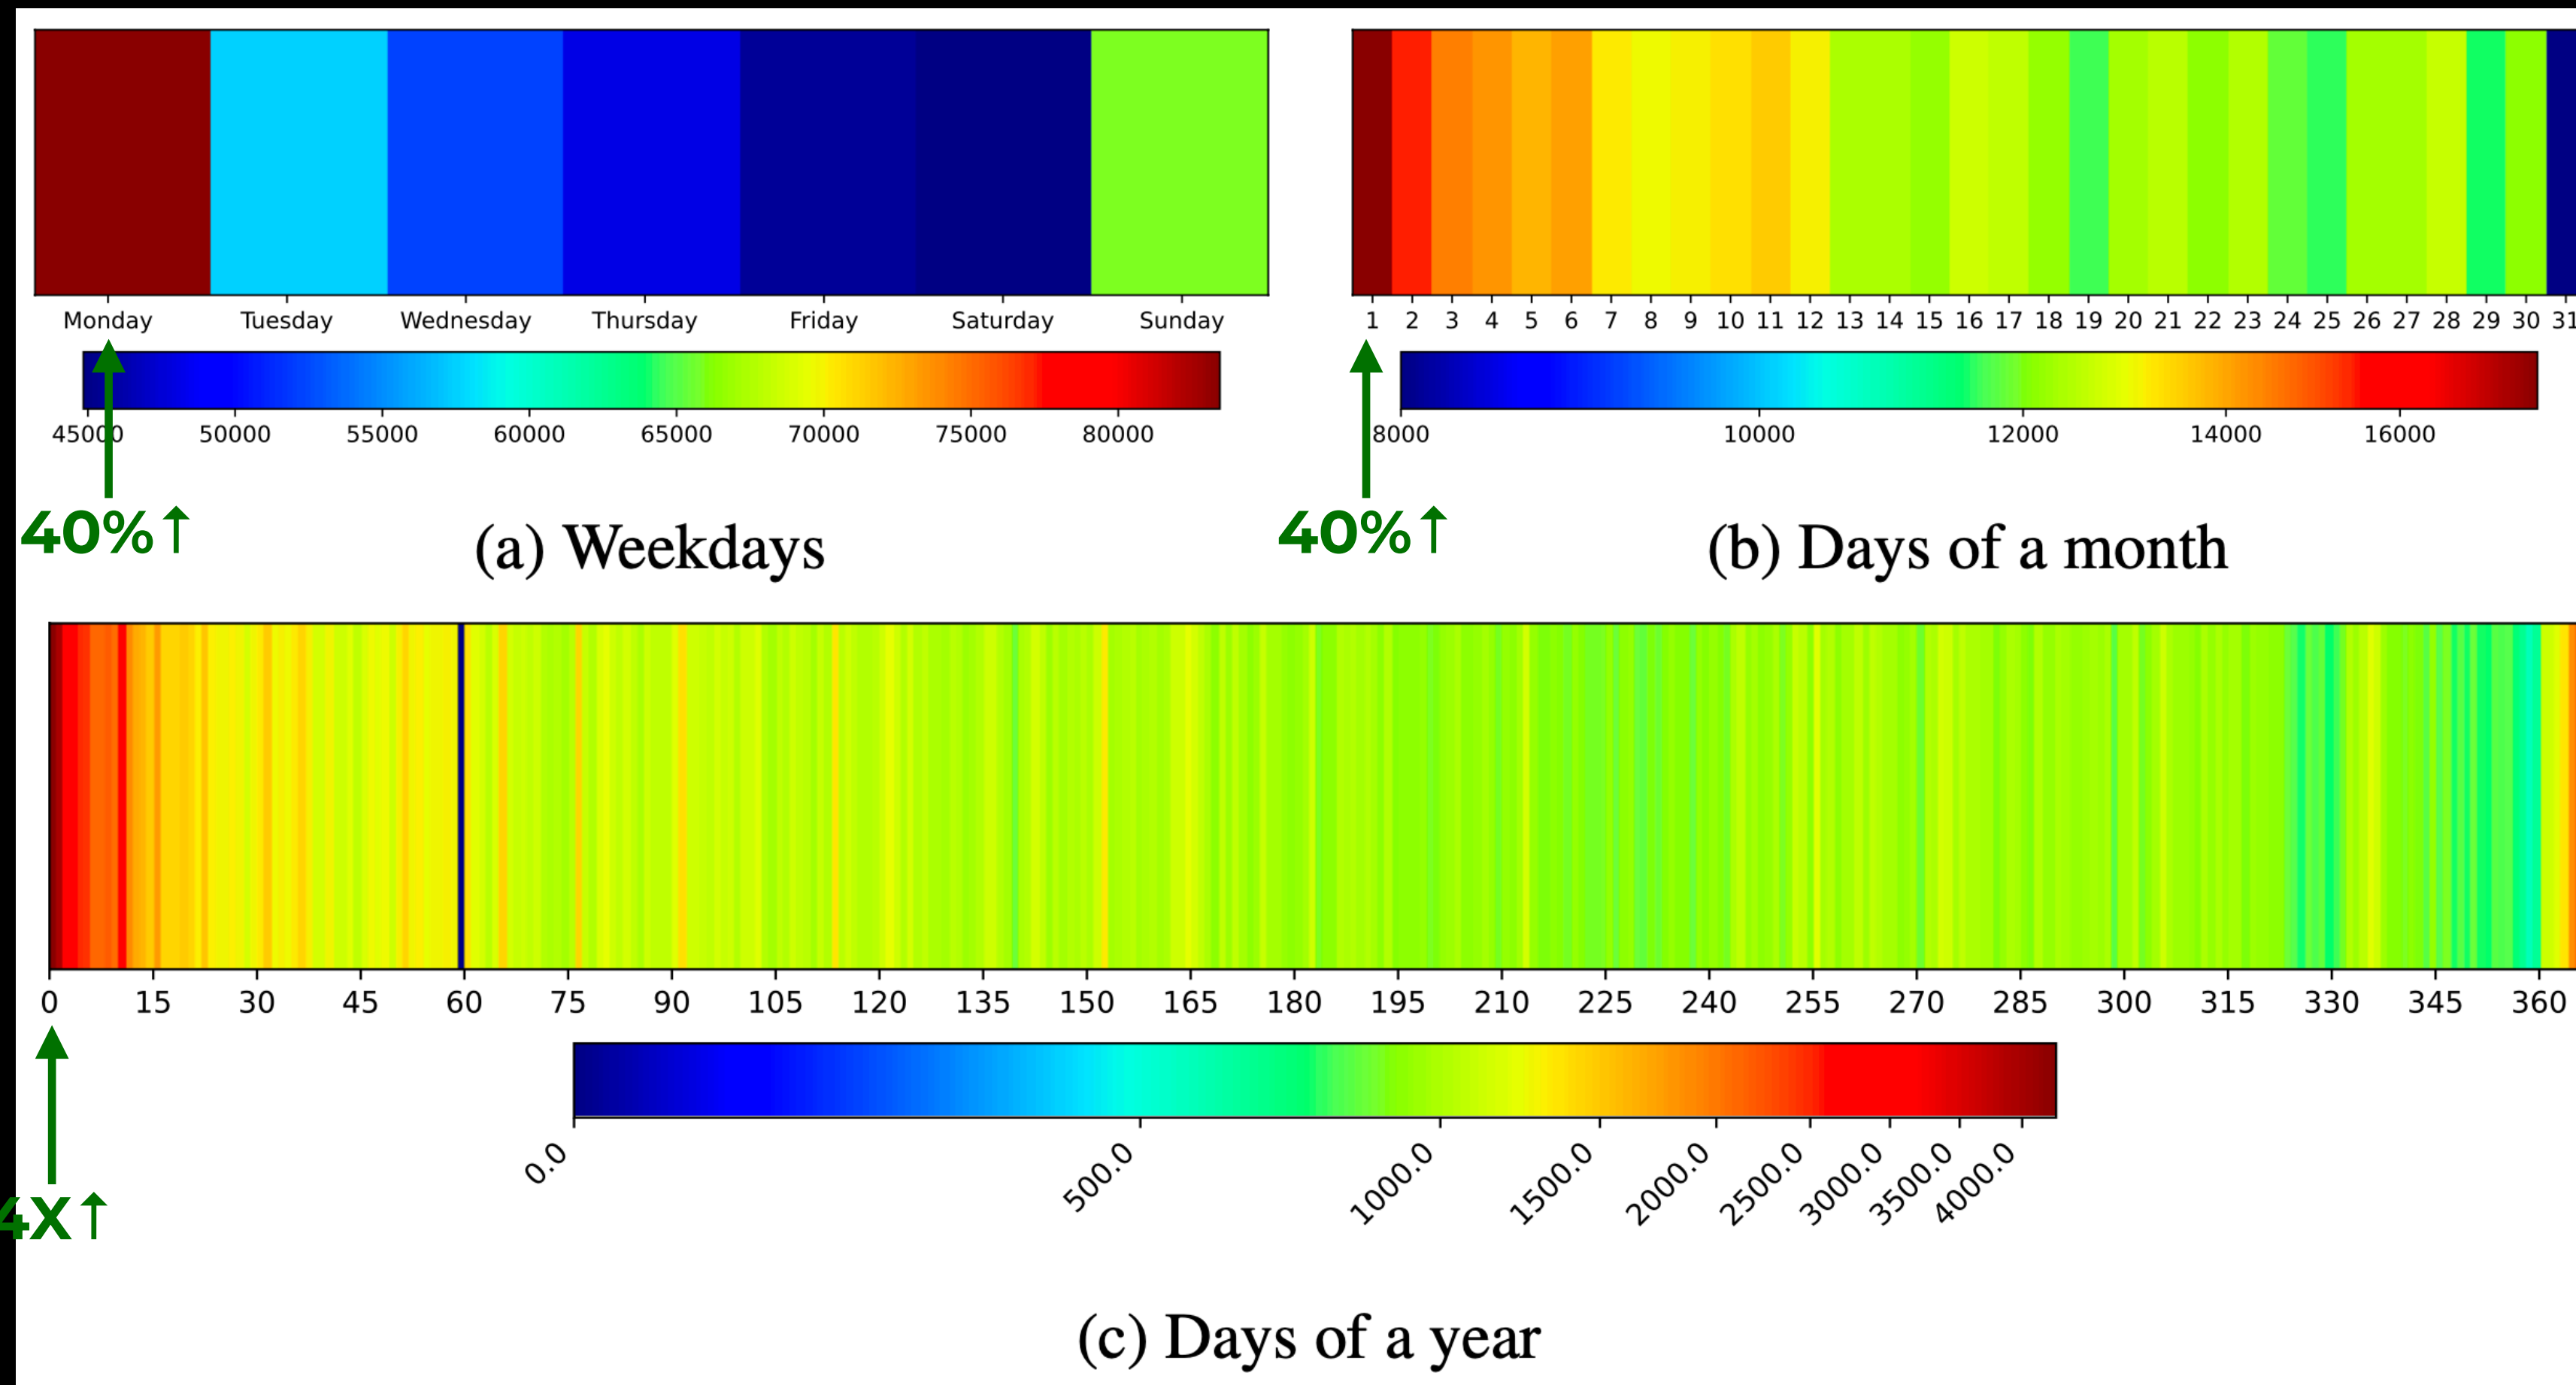 Monday Tuesday Wednesday Thursday Friday Saturday Sunday
45000 50000 55000 60000 65000 70000 75000 80000
40%↑
(a) Weekdays
1 2 3 4 5 6 7 8 9 10 11 12 13 14 15 16 17 18 19 20 21 22 23 24 25 26 27 28 29 30 31
8000 10000 12000 14000 16000
40%↑
(b) Days of a month
0 15 30 45 60 75 90 105 120 135 150 165 180 195 210 225 240 255 270 285 300 315 330 345 360
0.0 500.0 1000.0 1500.0 2000.0 2500.0 3000.0 3500.0 4000.0
4X↑
(c) Days of a year